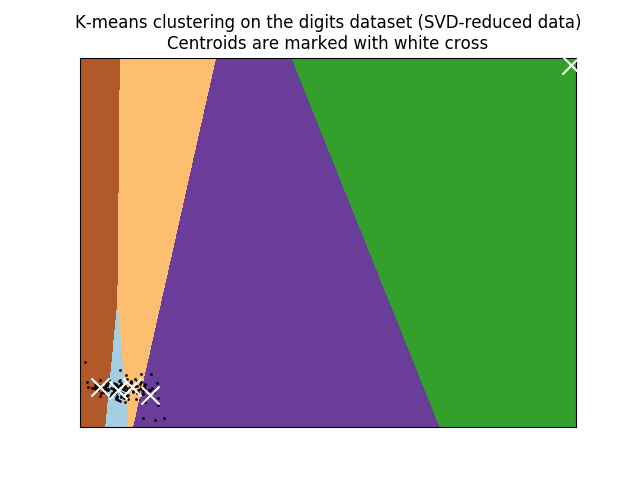 K-means clustering on the digits dataset (SVD-reduced data)
Centroids are marked with white cross